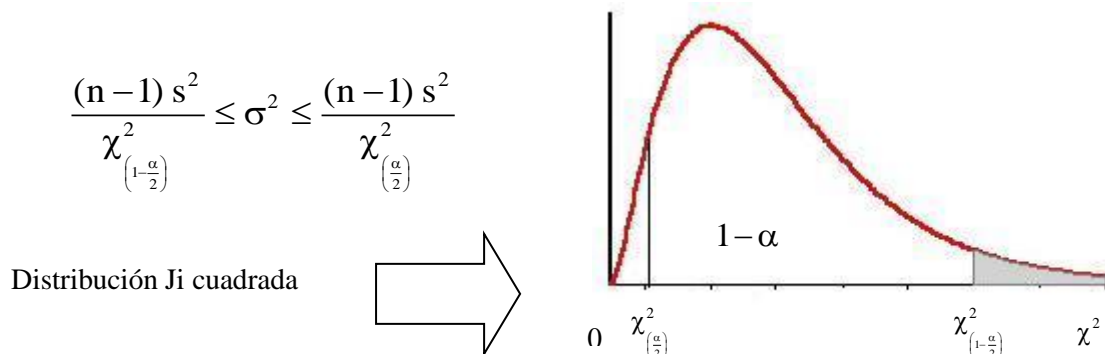 (n − 1) s² / χ²₍₁₋α/₂₎ ≤ σ² ≤ (n − 1) s² / χ²₍α/₂₎
Distribución Ji cuadrada
1 − α
0 χ²₍α/₂₎ χ²₍₁₋α/₂₎ χ²